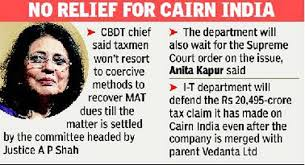 NO RELIEF FOR CAIRN INDIA
➤ CBDT chief
said taxmen
won't resort to
coercive
methods to
recover MAT
dues till the
matter is settled
by the committee headed by
Justice A P Shah
➤ The department will
also wait for the Supreme
Court order on the issue,
Anita Kapur said
➤ I-T department will
defend the Rs 20,495-crore
tax claim it has made on
Cairn India even after the
company is merged with
parent Vedanta Ltd